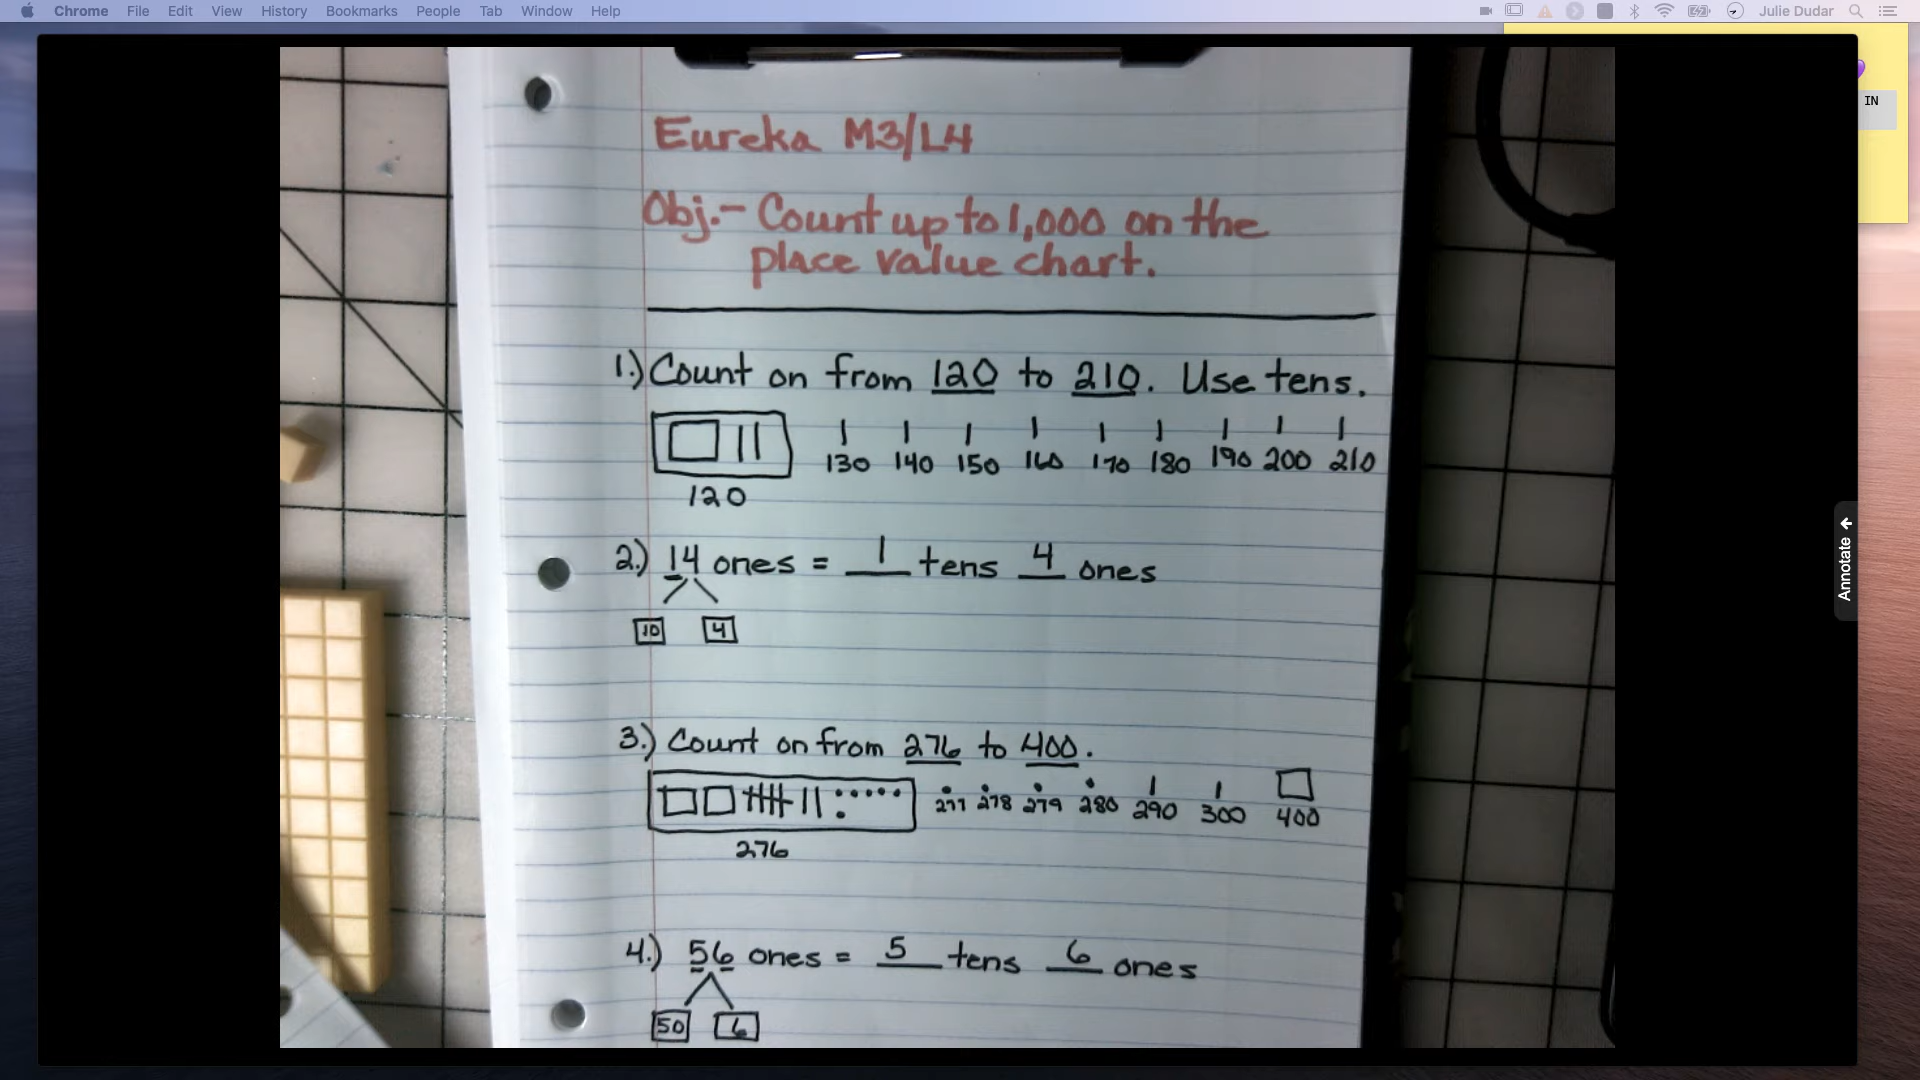 Chrome File Edit View History Bookmarks People Tab Window Help Julie Dudar
IN
Eureka M3/L4
Obj.- Count up to 1,000 on the
place value chart.
1.) Count on from 120 to 210. Use tens.
130 140 150 160 170 180 190 200 210
120
2.) 14 ones = 1 tens 4 ones
10 4
3.) Count on from 276 to 400.
277 278 279 280 290 300 400
276
4.) 56 ones = 5 tens 6 ones
50 6
Annotate